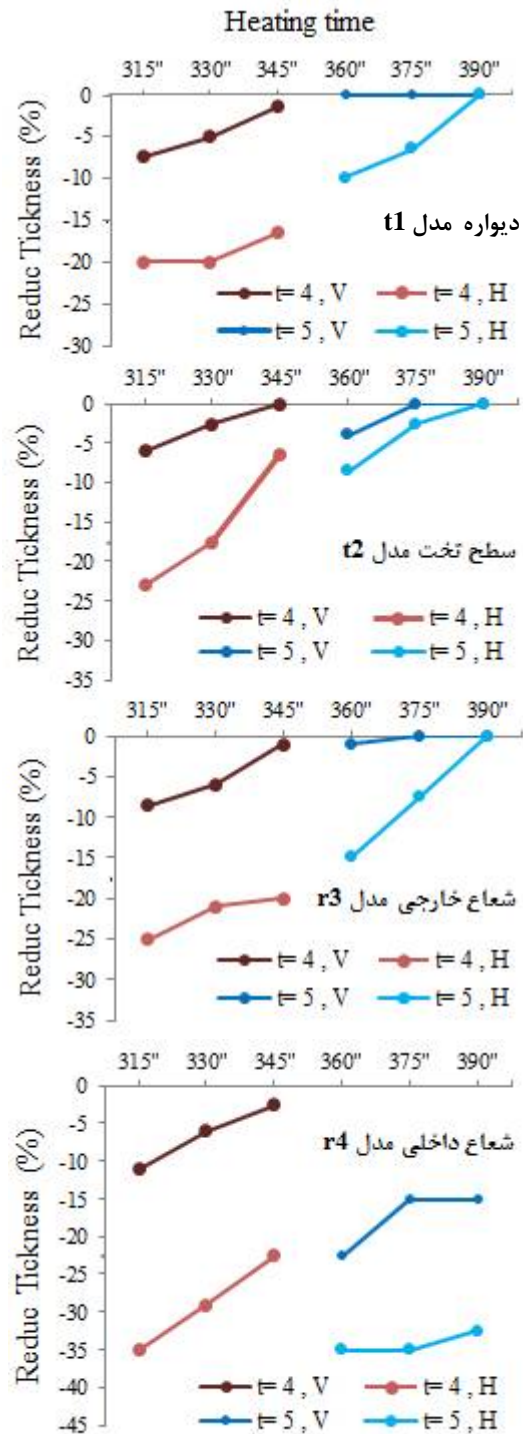 Heating time
315" 330" 345" 360" 375" 390"
Reduc Tickness (%)
0
-5
-10
-15
-20
-25
-30
دیواره مدل t1
t= 4 , V t= 4 , H
t= 5 , V t= 5 , H
315" 330" 345" 360" 375" 390"
Reduc Tickness (%)
0
-5
-10
-15
-20
-25
-30
-35
سطح تخت مدل t2
t= 4 , V t= 4 , H
t= 5 , V t= 5 , H
315" 330" 345" 360" 375" 390"
Reduc Tickness (%)
0
-5
-10
-15
-20
-25
-30
-35
شعاع خارجی مدل r3
t= 4 , V t= 4 , H
t= 5 , V t= 5 , H
315" 330" 345" 360" 375" 390"
Reduc Tickness (%)
0
-5
-10
-15
-20
-25
-30
-35
-40
-45
شعاع داخلی مدل r4
t= 4 , V t= 4 , H
t= 5 , V t= 5 , H